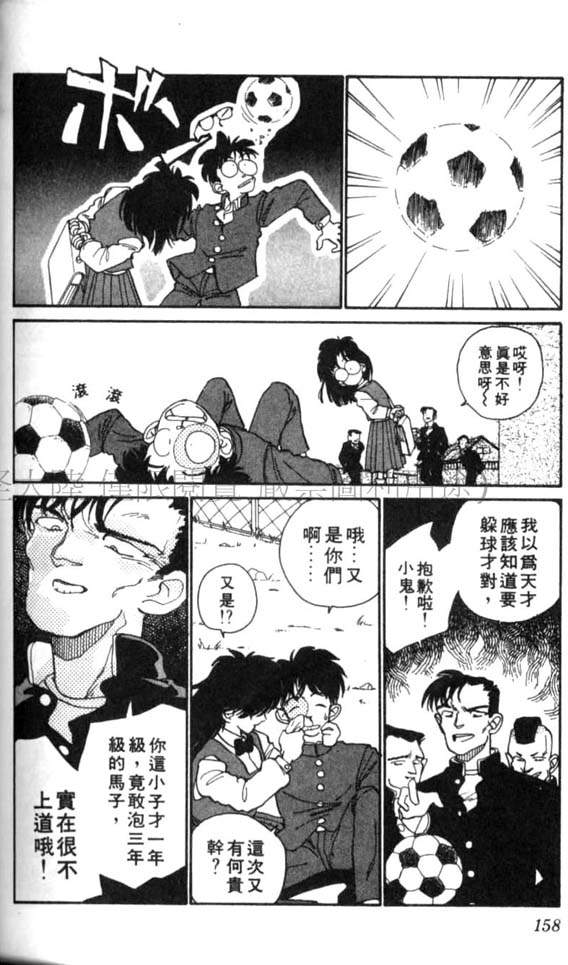 ボ
哎呀！
真是不好
意思呀～
滾
滾
我以為天才
應該知道要
躲球才對，
抱歉啦！
小鬼！
哦…又
是你們
啊……
又是!?
這次又
有何貴
幹？
你這小子才一年
級，竟敢泡三年
級的馬子，
實在很不
上道哦！
158